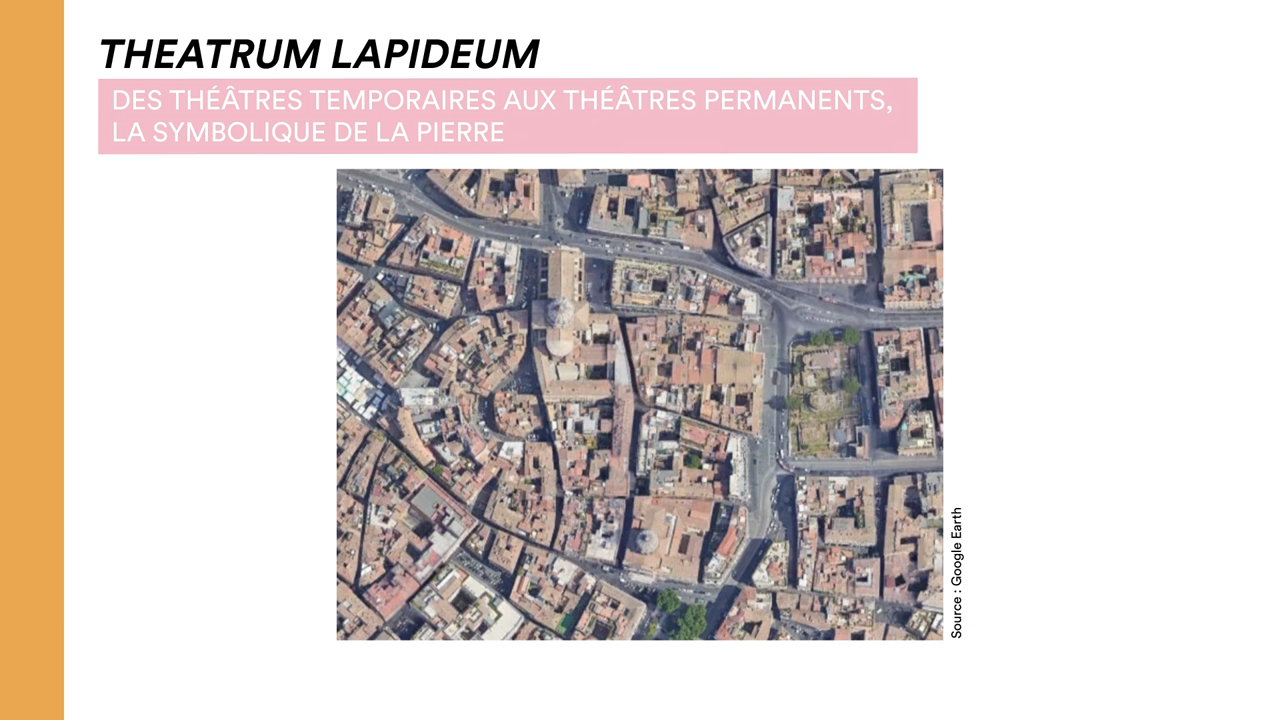 THEATRUM LAPIDEUM
DES THÉÂTRES TEMPORAIRES AUX THÉÂTRES PERMANENTS,
LA SYMBOLIQUE DE LA PIERRE
Source : Google Earth